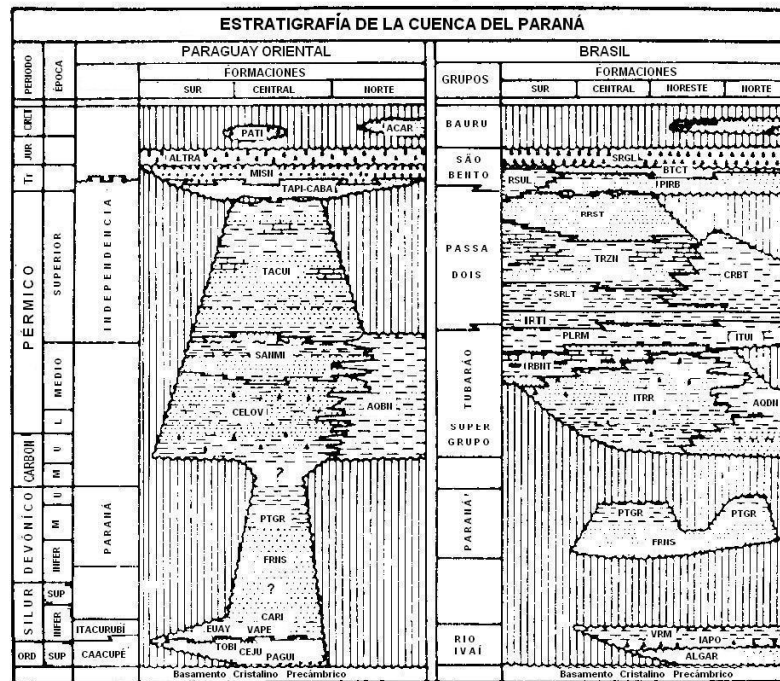 ESTRATIGRAFÍA DE LA CUENCA DEL PARANÁ
PERIODO
ÉPOCA
PARAGUAY ORIENTAL
FORMACIONES
SUR CENTRAL NORTE
BRASIL
GRUPOS
FORMACIONES
SUR CENTRAL NORESTE NORTE
CRET
JUR
Tr
PÉRMICO
SUPERIOR
MEDIO
L
CARBON
U
M
DEVÓNICO
U
M
INFER
SILUR
SUP
INFER
ORD SUP
INDEPENDENCIA
PARANÁ
ITACURUBÍ
CAACUPÉ
PATI
ACAR
ALTRA
MISN
TAPI-CABA
TACUI
SANMI
CELOV
AQBN
?
PTGR
FRNS
?
CARI
EUAY VAPE
TOBI
CEJU
PAGUI
Basamento Cristalino Precámbrico
BAURU
SÃO BENTO
PASSA DOIS
TUBARÃO
SUPER GRUPO
PARANÁ
RIO IVAÍ
SRGL
BTCT
RSUL
PIRB
RRST
TRZN
CRBT
SRLT
IRTI
PLRM
ITUI
IRBNT
ITRR
AQDN
PTGR
PTGR
FRNS
VRM
IAPO
ALGAR
Basamento Cristalino Precámbrico